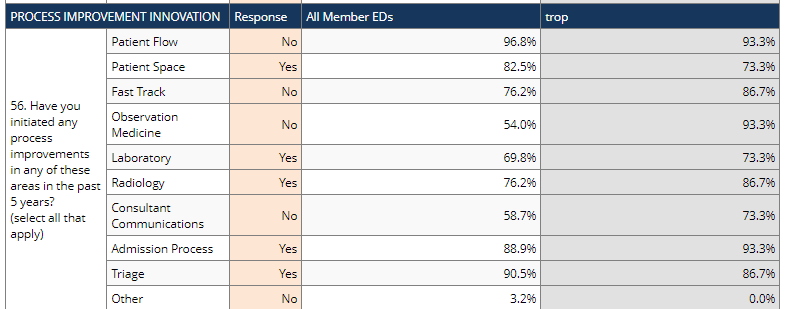 PROCESS IMPROVEMENT INNOVATION Response All Member EDs trop
56. Have you
initiated any
process
improvements
in any of these
areas in the past
5 years?
(select all that
apply)
Patient Flow No 96.8% 93.3%
Patient Space Yes 82.5% 73.3%
Fast Track No 76.2% 86.7%
Observation
Medicine No 54.0% 93.3%
Laboratory Yes 69.8% 73.3%
Radiology Yes 76.2% 86.7%
Consultant
Communications No 58.7% 73.3%
Admission Process Yes 88.9% 93.3%
Triage Yes 90.5% 86.7%
Other No 3.2% 0.0%